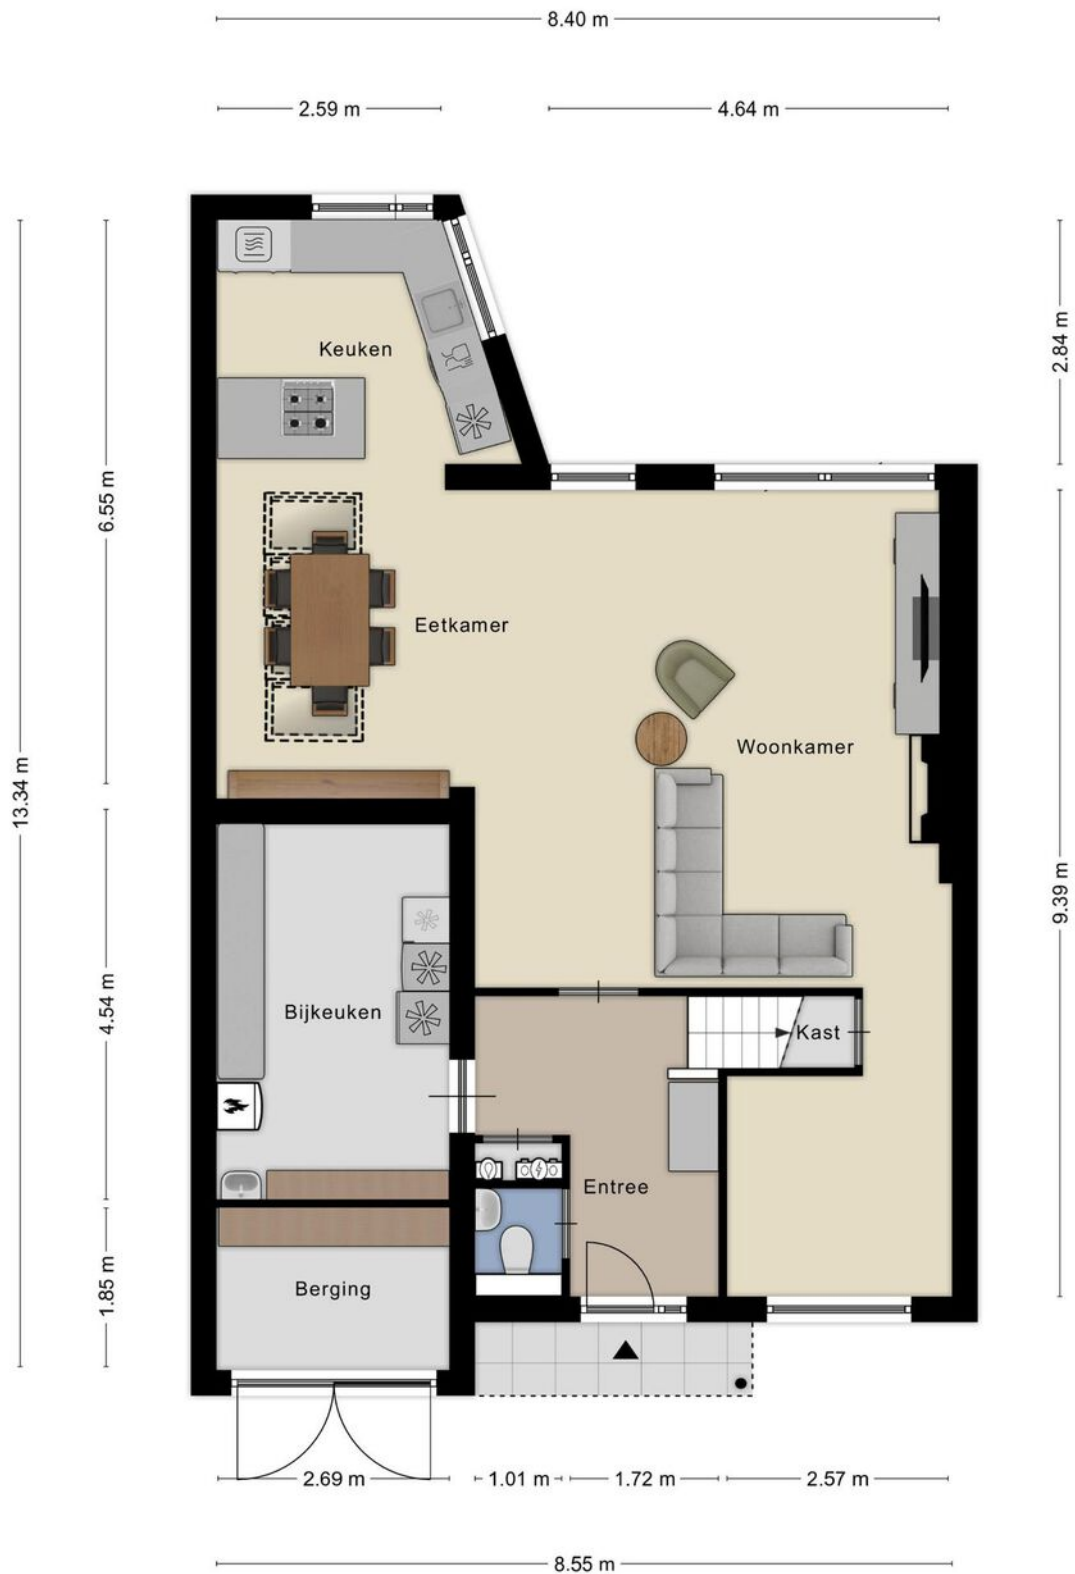 8.40 m
2.59 m
4.64 m
Keuken
2.84 m
6.55 m
Eetkamer
Woonkamer
13.34 m
9.39 m
4.54 m
Bijkeuken
Kast
Entree
1.85 m
Berging
2.69 m
1.01 m
1.72 m
2.57 m
8.55 m